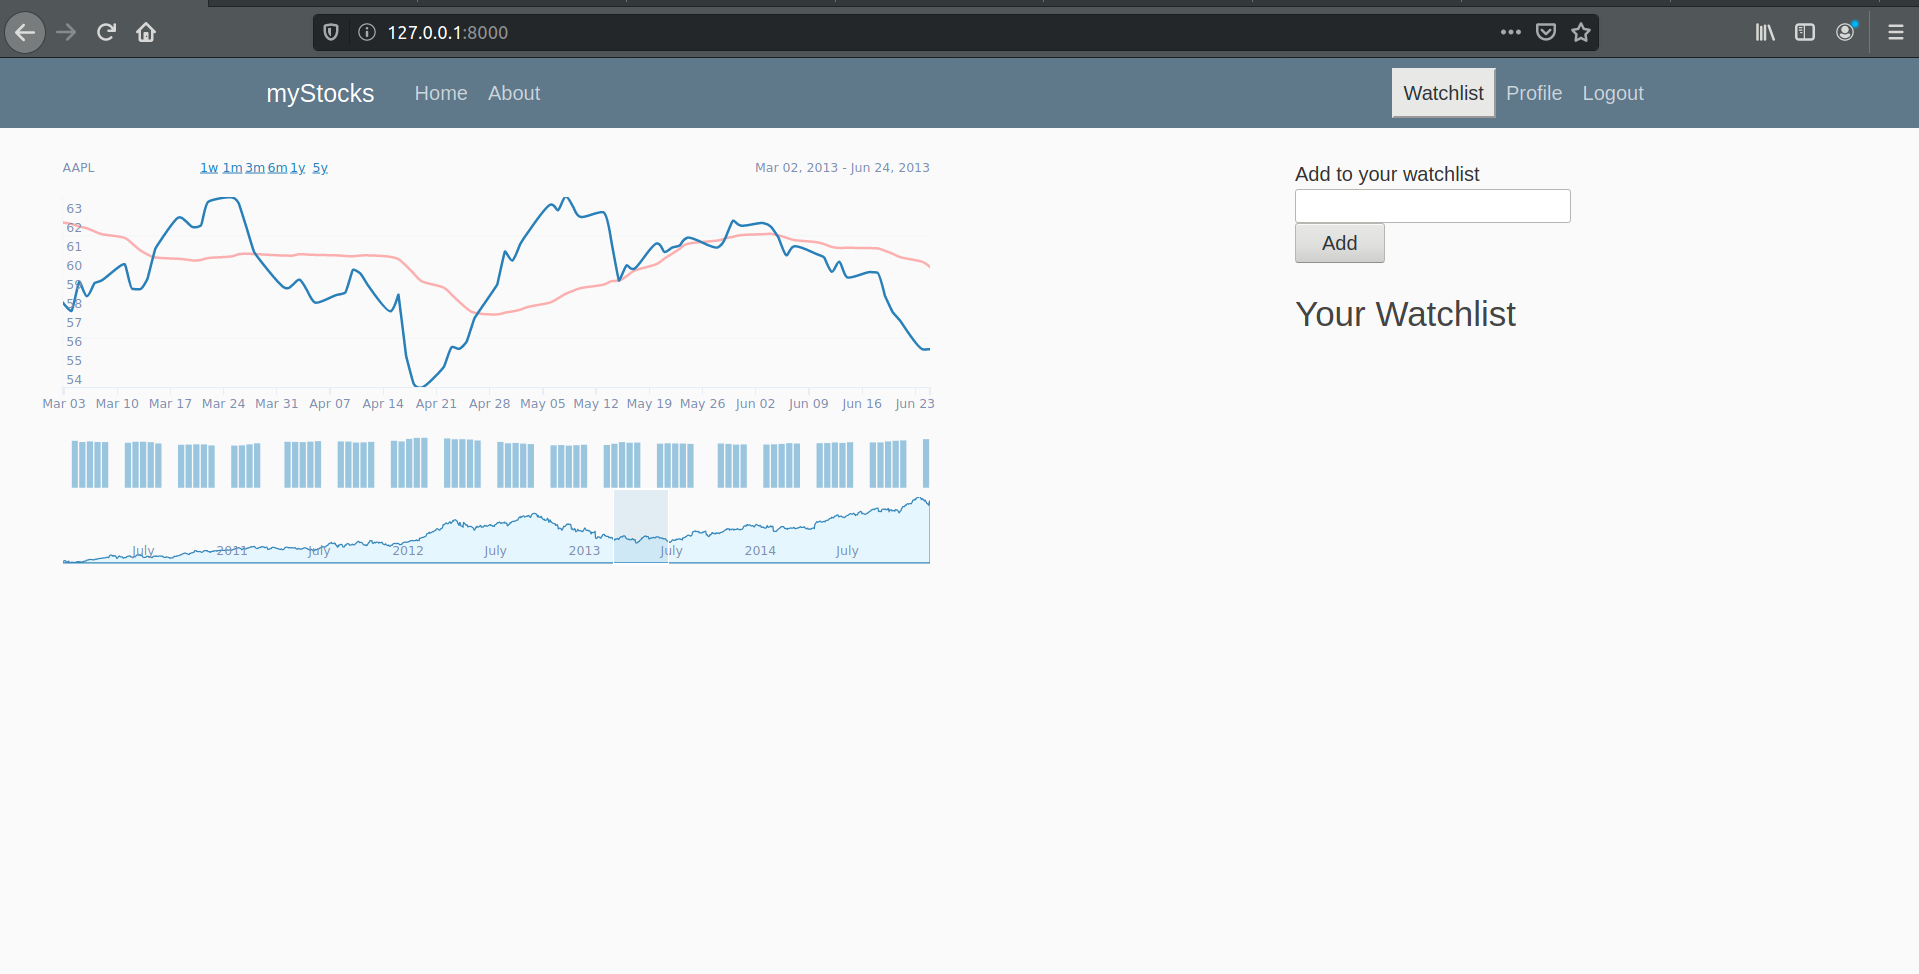 127.0.0.1:8000
myStocks Home About Watchlist Profile Logout
AAPL 1w 1m 3m 6m 1y 5y Mar 02, 2013 - Jun 24, 2013
63
62
61
60
59
58
57
56
55
54
Mar 03 Mar 10 Mar 17 Mar 24 Mar 31 Apr 07 Apr 14 Apr 21 Apr 28 May 05 May 12 May 19 May 26 Jun 02 Jun 09 Jun 16 Jun 23
July 2011 July 2012 July 2013 July 2014 July
Add to your watchlist
Add
Your Watchlist